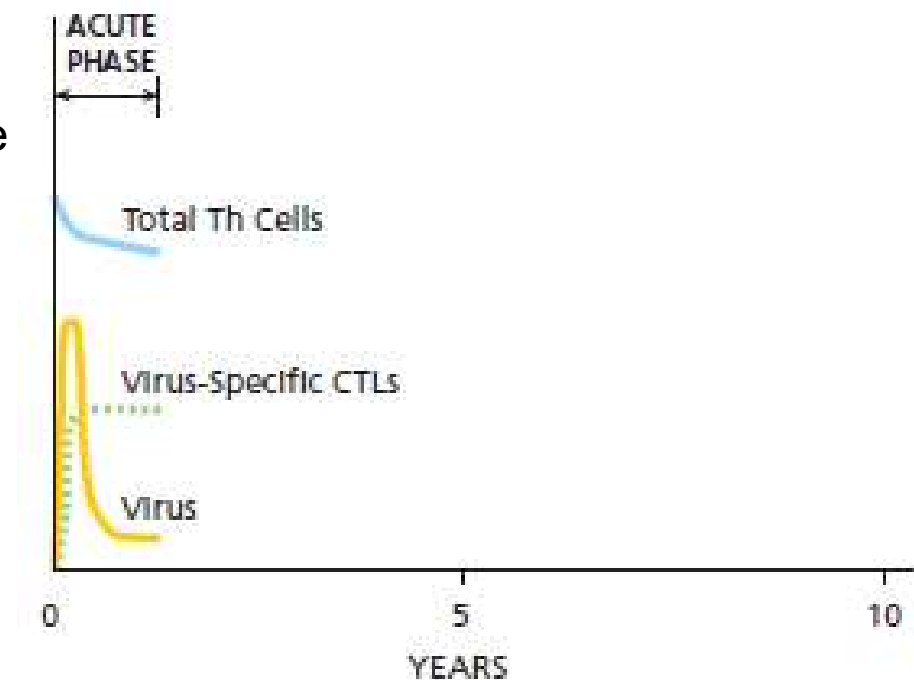 ACUTE
PHASE
e
Total Th Cells
Virus-Specific CTLs
Virus
0
5
10
YEARS